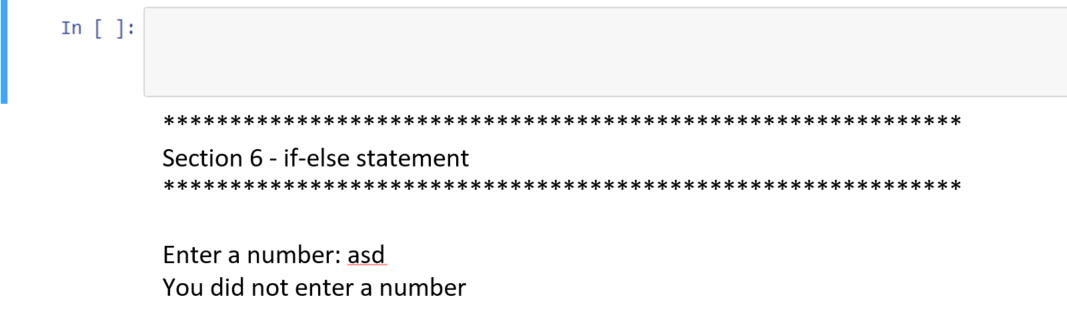 In [ ]:
************************************************************
Section 6 - if-else statement
************************************************************
Enter a number: asd
You did not enter a number